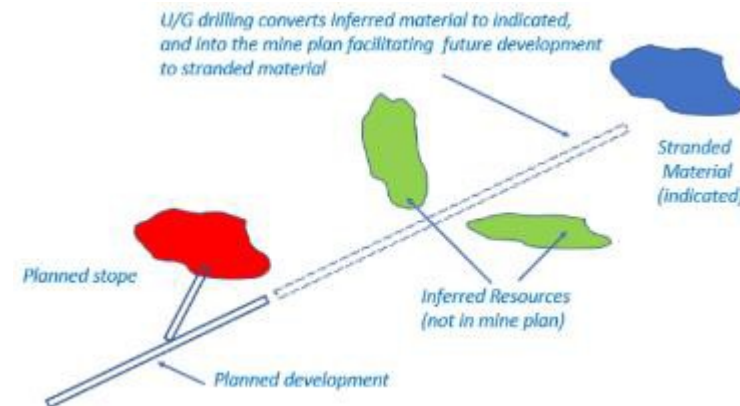 U/G drilling converts inferred material to indicated,
and into the mine plan facilitating future development
to stranded material
Stranded
Material
(indicated)
Planned stope
Inferred Resources
(not in mine plan)
Planned development